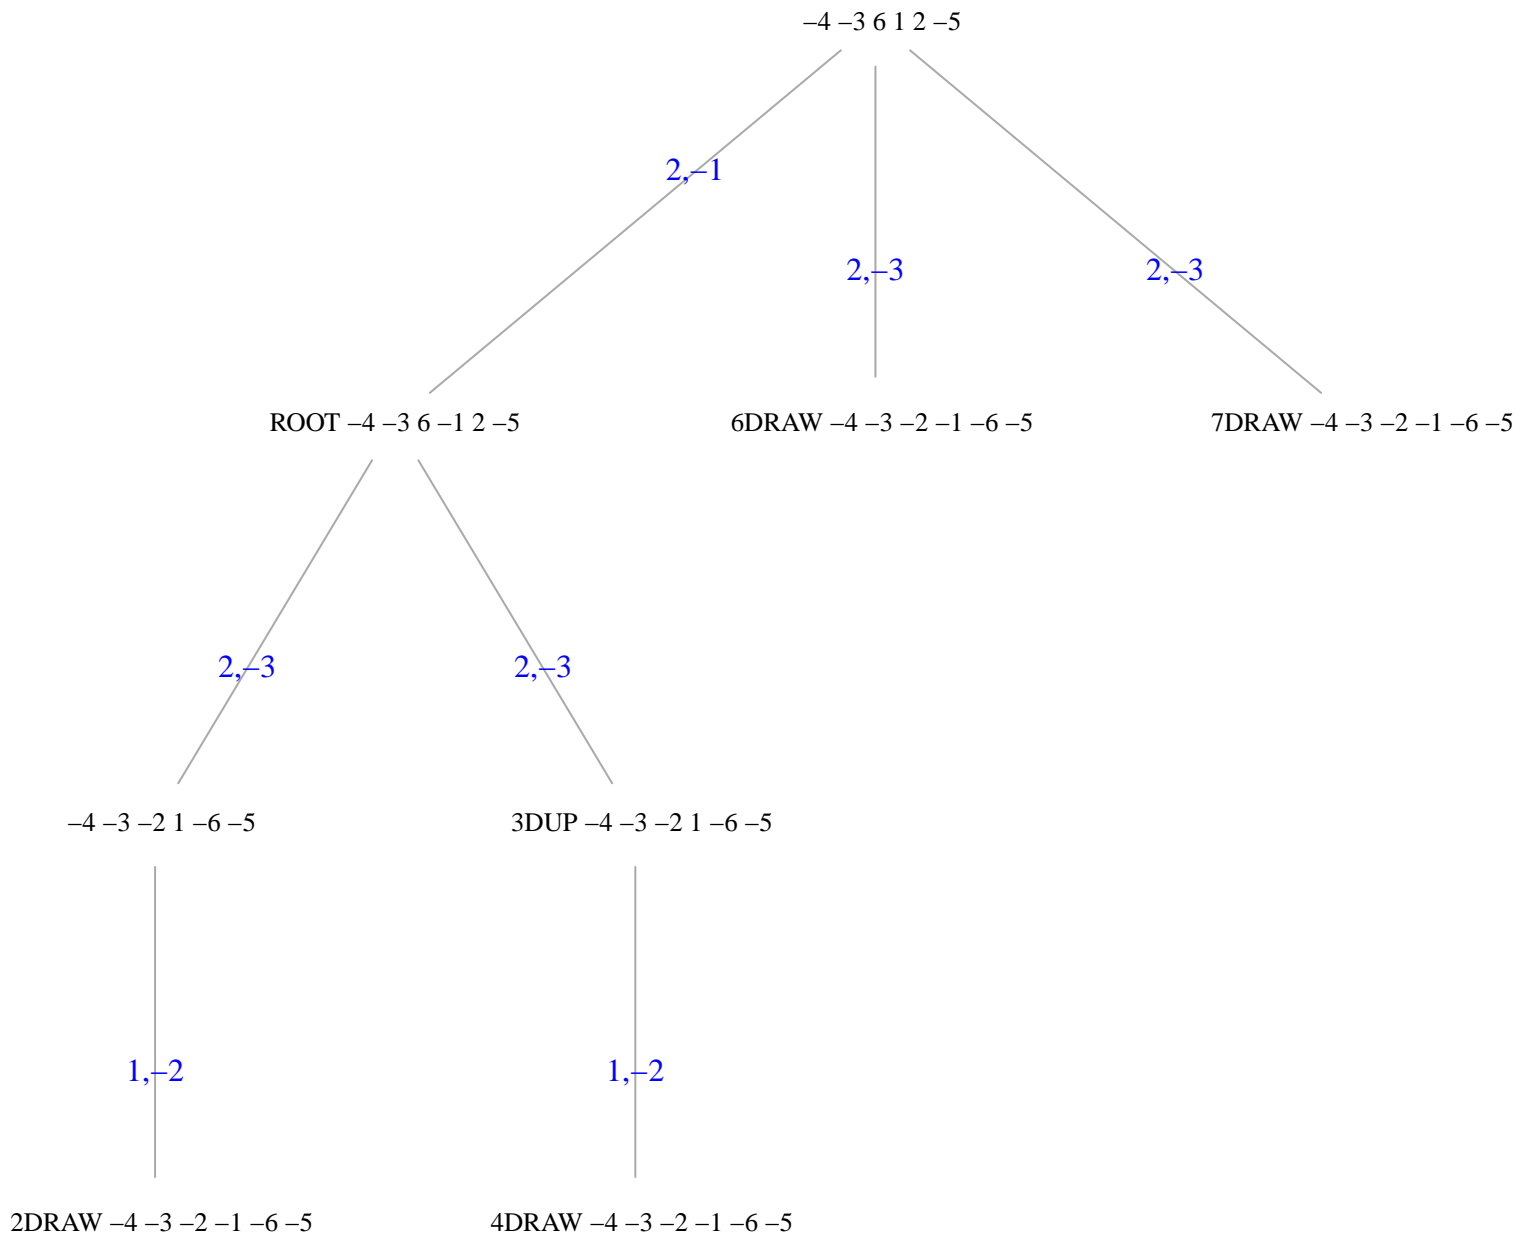 –4 –3 6 1 2 –5
2,–1
2,–3
2,–3
ROOT –4 –3 6 –1 2 –5
6DRAW –4 –3 –2 –1 –6 –5
7DRAW –4 –3 –2 –1 –6 –5
2,–3
2,–3
–4 –3 –2 1 –6 –5
3DUP –4 –3 –2 1 –6 –5
1,–2
1,–2
2DRAW –4 –3 –2 –1 –6 –5
4DRAW –4 –3 –2 –1 –6 –5